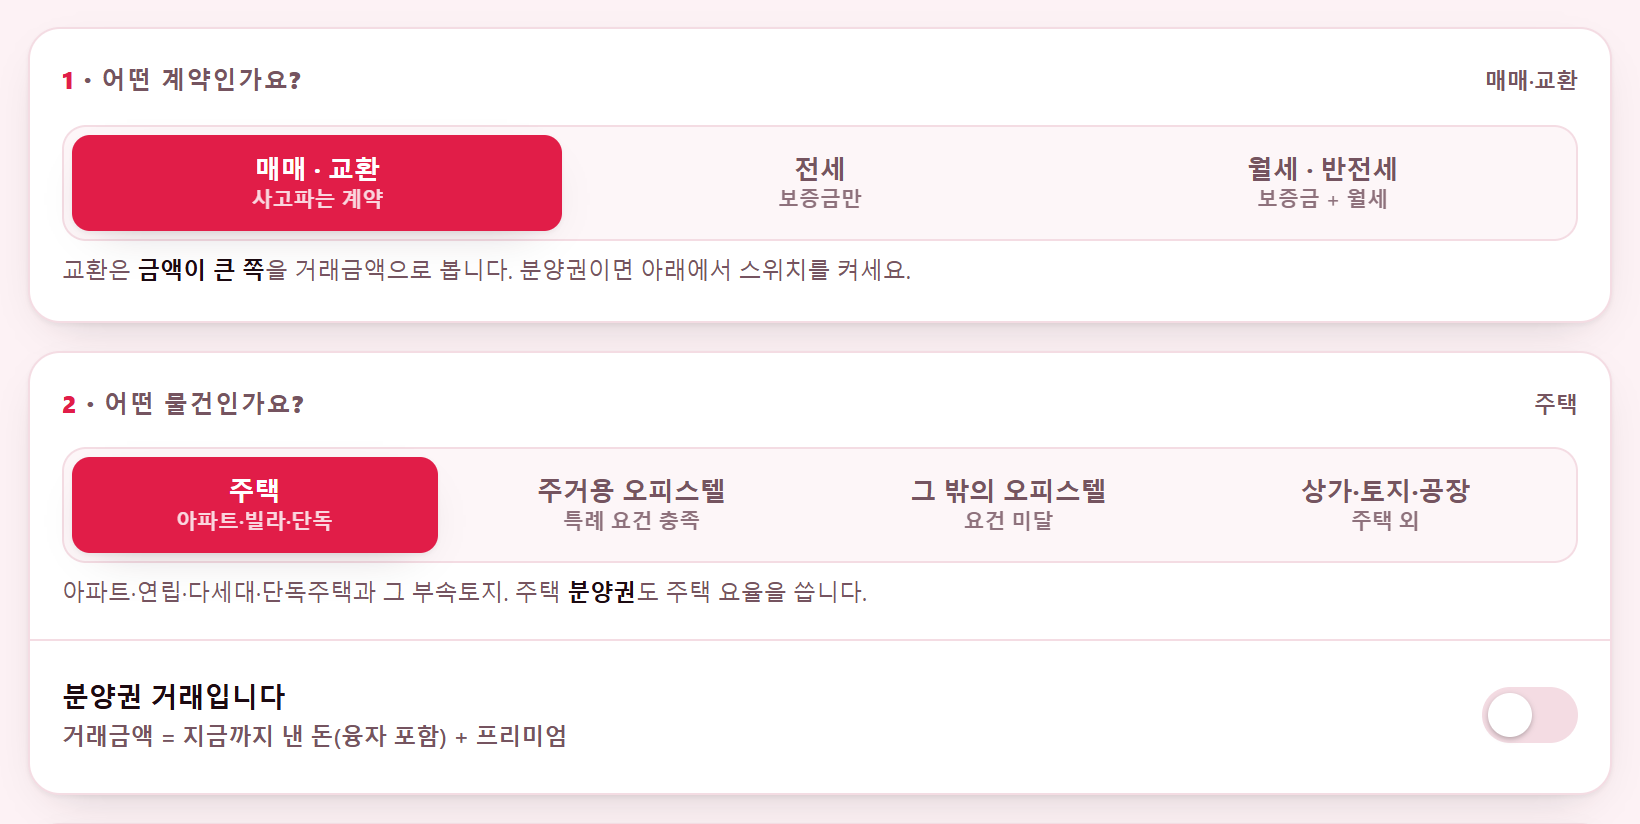 1 · 어떤 계약인가요?
매매·교환
매매 · 교환
사고파는 계약
전세
보증금만
월세 · 반전세
보증금 + 월세
교환은 금액이 큰 쪽을 거래금액으로 봅니다. 분양권이면 아래에서 스위치를 켜세요.
2 · 어떤 물건인가요?
주택
주택
아파트·빌라·단독
주거용 오피스텔
특례 요건 충족
그 밖의 오피스텔
요건 미달
상가·토지·공장
주택 외
아파트·연립·다세대·단독주택과 그 부속토지. 주택 분양권도 주택 요율을 씁니다.
분양권 거래입니다
거래금액 = 지금까지 낸 돈(융자 포함) + 프리미엄